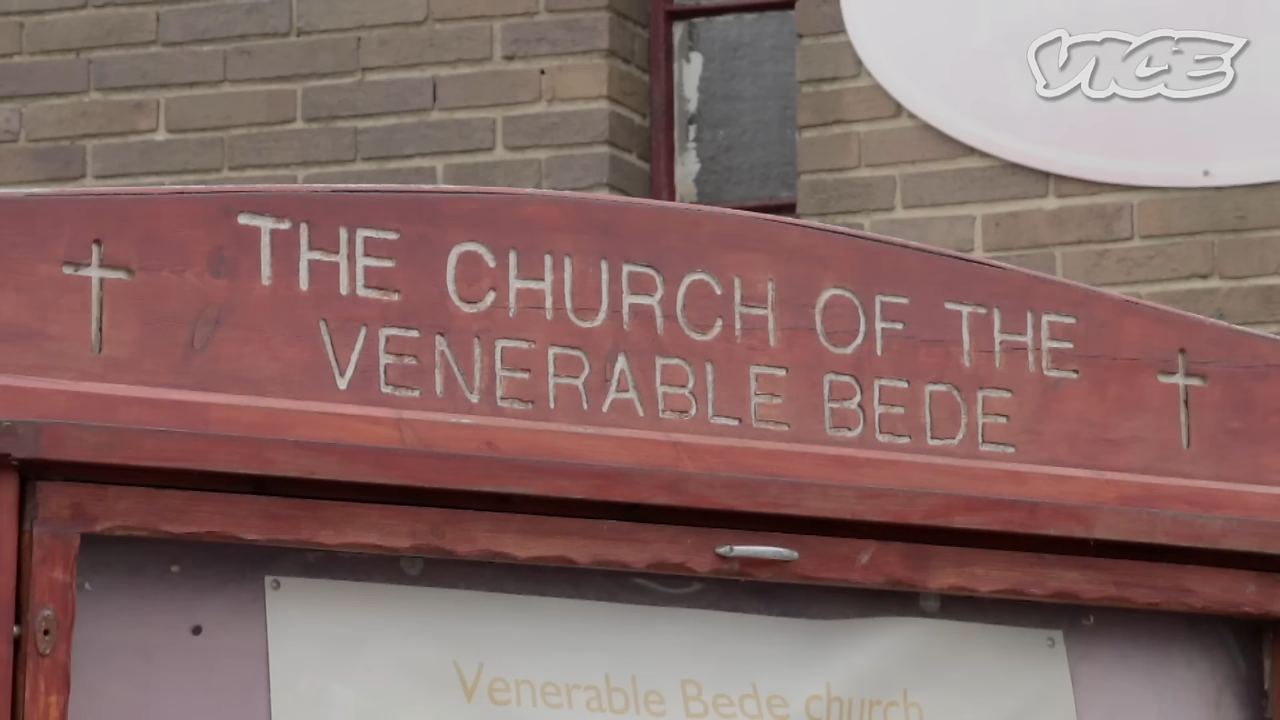 VICE
THE CHURCH OF THE
VENERABLE BEDE
Venerable Bede church